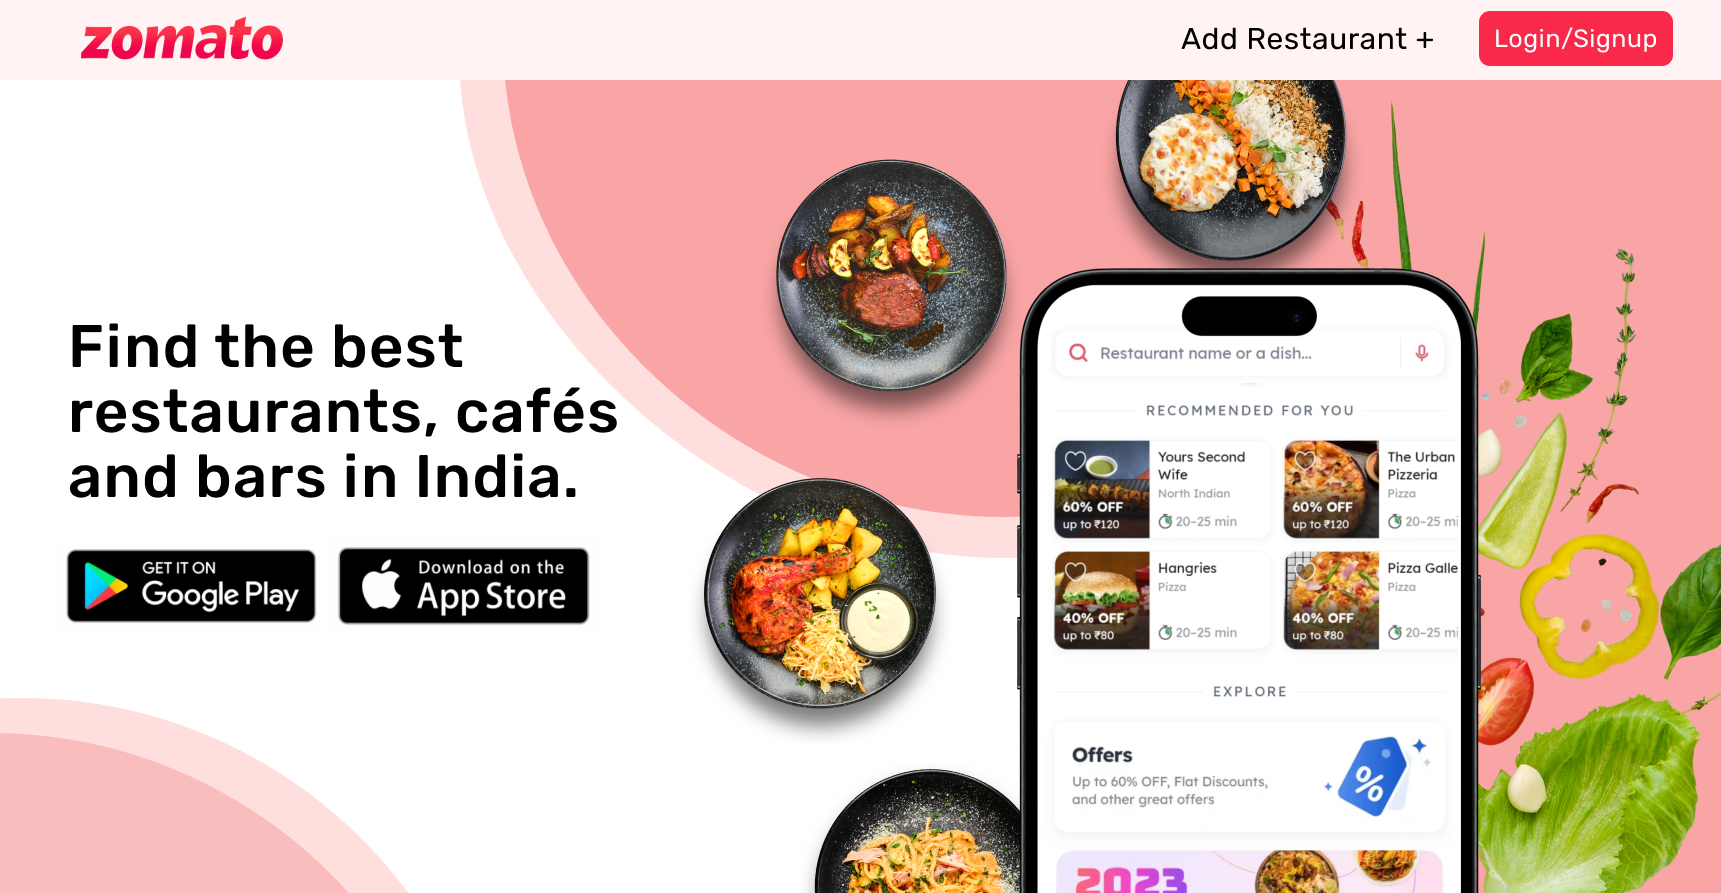 zomato
Add Restaurant +
Login/Signup
Find the best
restaurants, cafés
and bars in India.
GET IT ON
Google Play
Download on the
App Store
Restaurant name or a dish...
RECOMMENDED FOR YOU
Yours Second
Wife
North Indian
60% OFF
up to ₹120
20-25 min
The Urban
Pizzeria
Pizza
60% OFF
up to ₹120
20-25 mi
Hangries
Pizza
40% OFF
up to ₹80
20-25 min
Pizza Galle
Pizza
40% OFF
up to ₹80
20-25 mi
EXPLORE
Offers
Up to 60% OFF, Flat Discounts,
and other great offers
%
2023